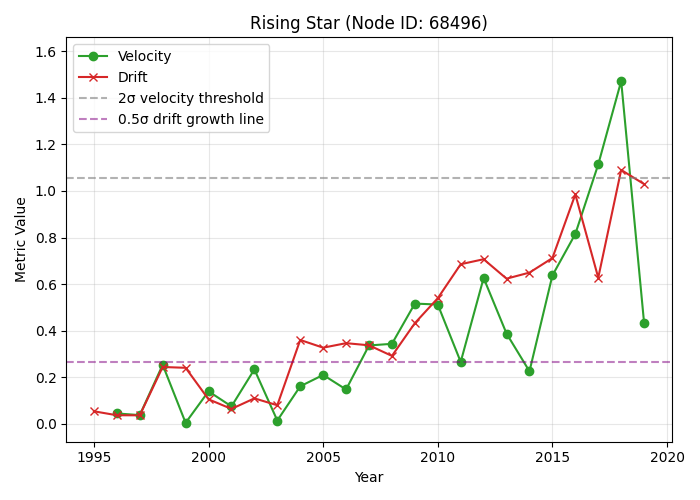 Rising Star (Node ID: 68496)
Velocity
Drift
2σ velocity threshold
0.5σ drift growth line
Metric Value
1.6
1.4
1.2
1.0
0.8
0.6
0.4
0.2
0.0
1995
2000
2005
2010
2015
2020
Year